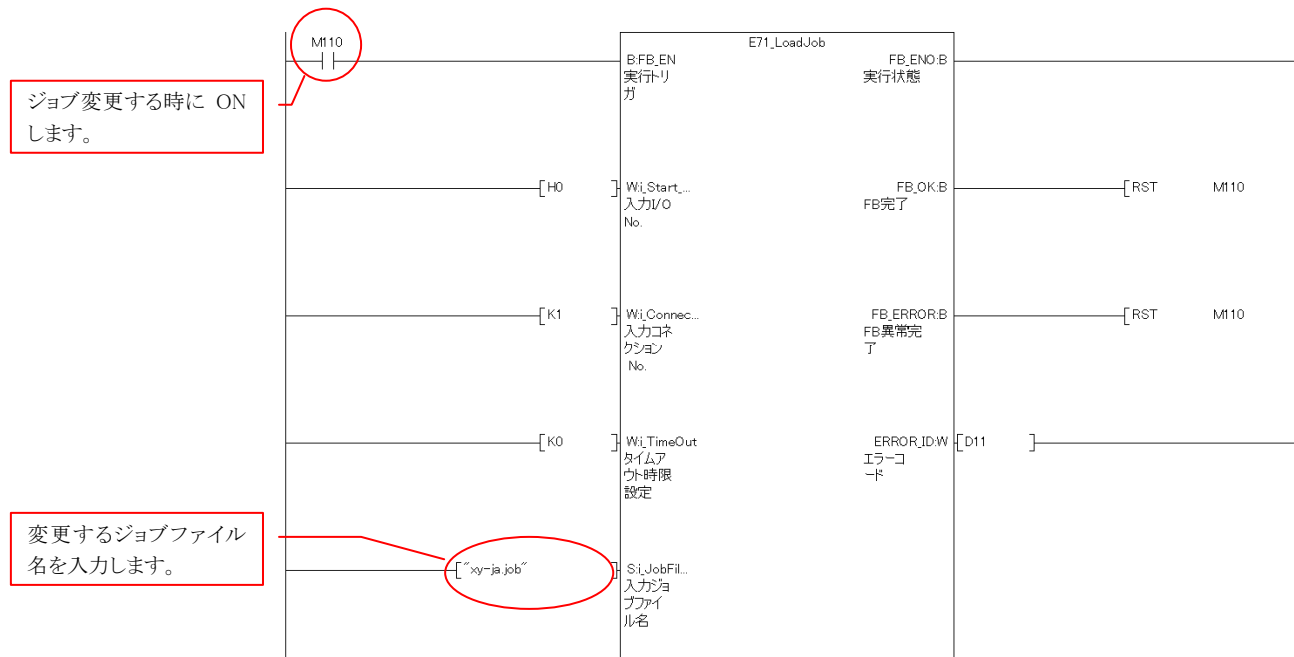 M110
E71_LoadJob
B:FB_EN
実行トリ
ガ
FB_ENO:B
実行状態
ジョブ変更する時に ON
します。
[H0 ]
W:i_Start_...
入力I/O
No.
FB_OK:B
FB完了
[RST M110
[K1 ]
W:i_Connec...
入力コネ
クション
No.
FB_ERROR:B
FB異常完
了
[RST M110
[K0 ]
W:i_TimeOut
タイムア
ウト時限
設定
ERROR_ID:W
エラーコ
ード
[D11 ]
変更するジョブファイル
名を入力します。
["xy-ja.job" ]
S:i_JobFil...
入力ジョ
ブファイ
ル名